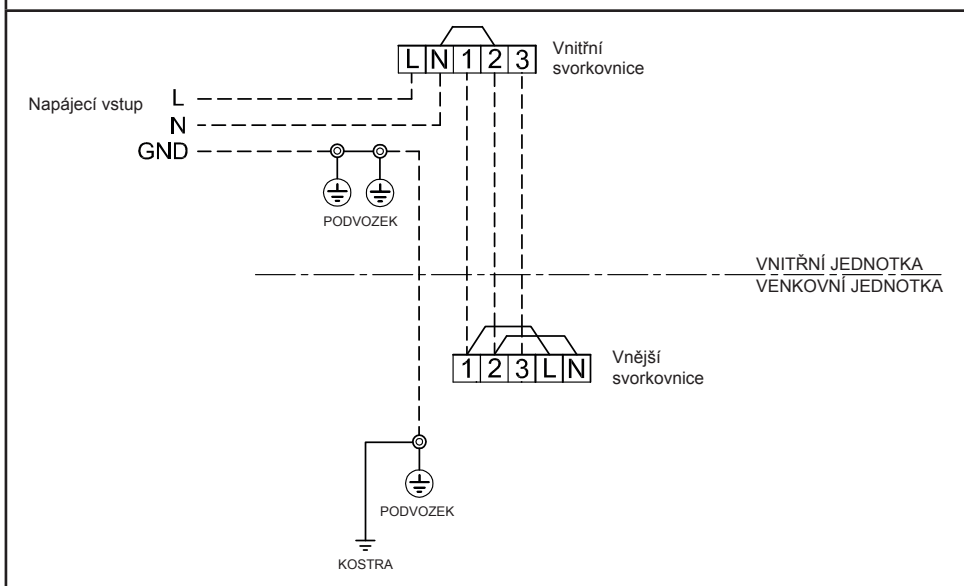 L N 1 2 3
Vnitřní
svorkovnice
Napájecí vstup
L
N
GND
PODVOZEK
VNITŘNÍ JEDNOTKA
VENKOVNÍ JEDNOTKA
1 2 3 L N
Vnější
svorkovnice
PODVOZEK
KOSTRA